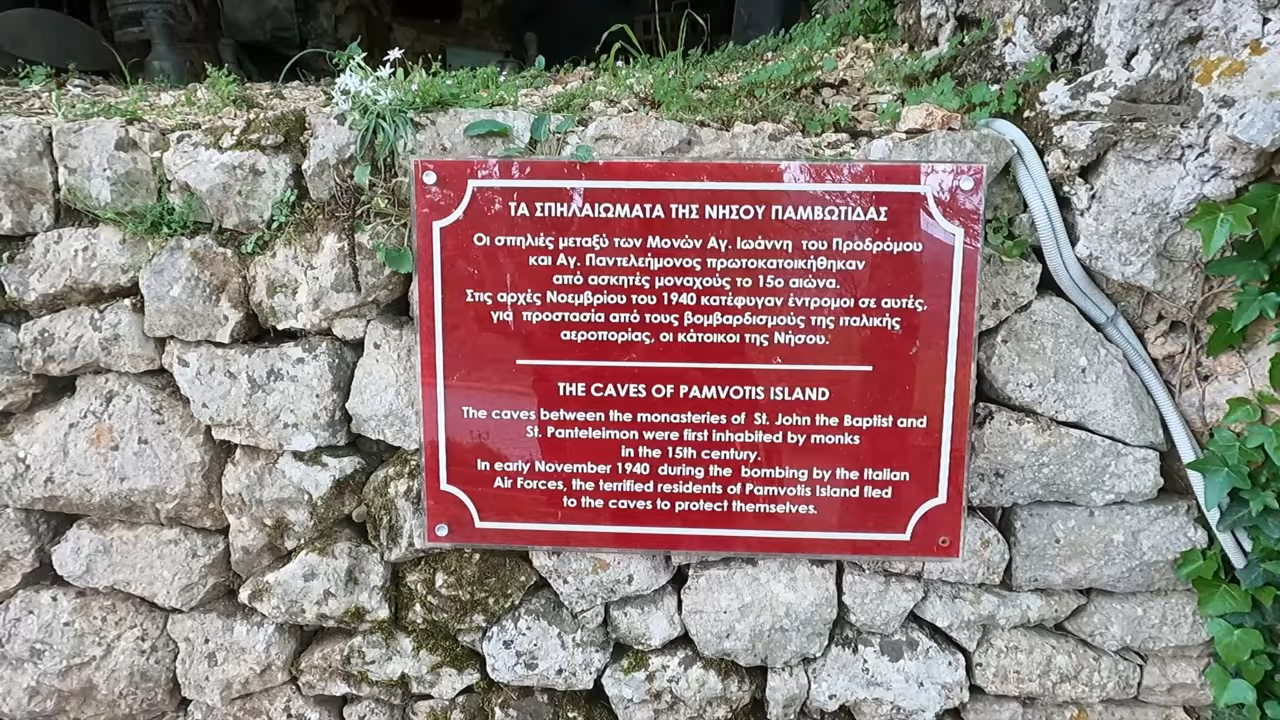 ΤΑ ΣΠΗΛΑΙΩΜΑΤΑ ΤΗΣ ΝΗΣΟΥ ΠΑΜΒΩΤΙΔΑΣ
Οι σπηλιές μεταξύ των Μονών Αγ. Ιωάννη του Προδρόμου
και Αγ. Παντελεήμονος πρωτοκατοικήθηκαν
από ασκητές μοναχούς το 15ο αιώνα.
Στις αρχές Νοεμβρίου του 1940 κατέφυγαν έντρομοι σε αυτές,
γιά προστασία από τους βομβαρδισμούς της ιταλικής
αεροπορίας, οι κάτοικοι της Νήσου.
THE CAVES OF PAMVOTIS ISLAND
The caves between the monasteries of St. John the Baptist and
St. Panteleimon were first inhabited by monks
in the 15th century.
In early November 1940 during the bombing by the Italian
Air Forces, the terrified residents of Pamvotis Island fled
to the caves to protect themselves.